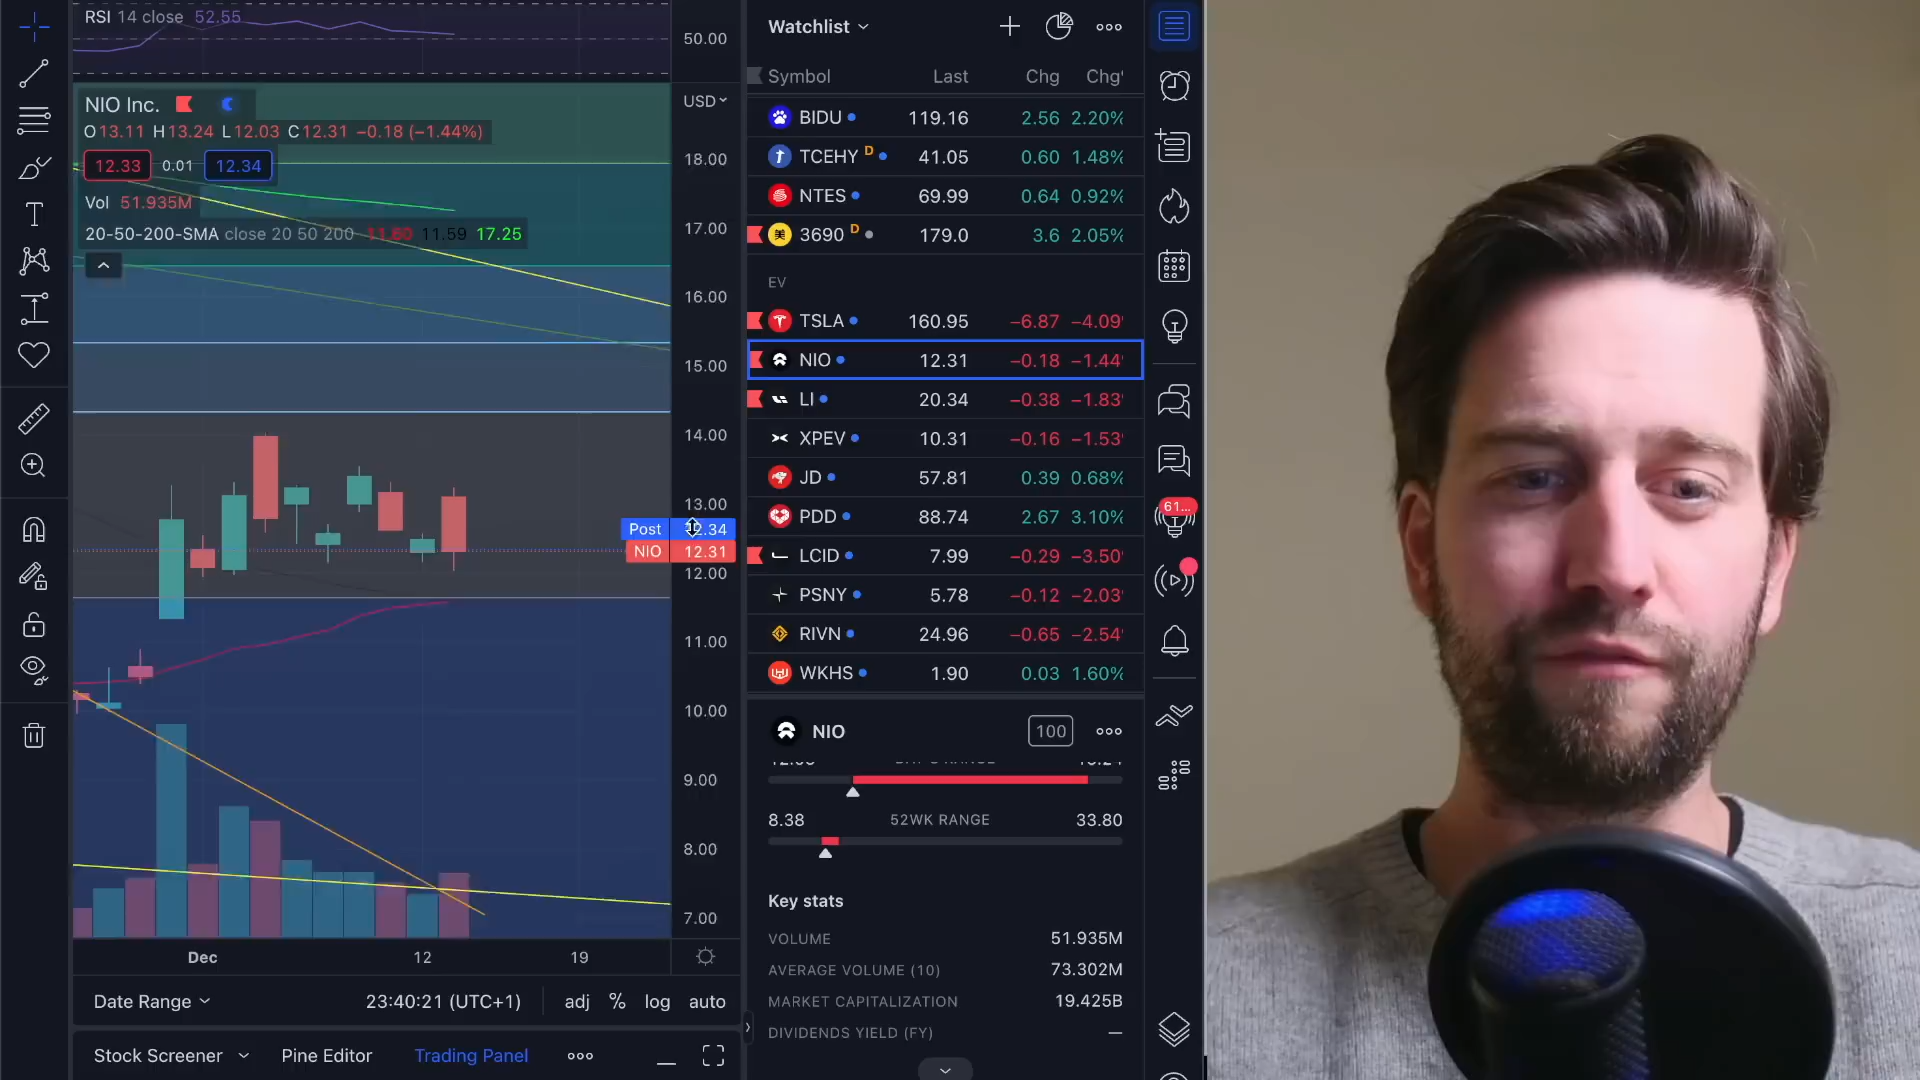 RSI 14 close 52.55
50.00
NIO Inc.
USD
O13.11 H13.24 L12.03 C12.31 −0.18 (−1.44%)
12.33 0.01 12.34
Vol 51.935M
20-50-200-SMA close 20 50 200 11.60 11.59 17.25
18.00
17.00
16.00
15.00
14.00
13.00
Post
NIO 12.31
12.00
11.00
10.00
9.00
8.00
7.00
Dec 12 19
Date Range 23:40:21 (UTC+1) adj % log auto
Stock Screener Pine Editor Trading Panel
Watchlist
Symbol Last Chg Chg
BIDU 119.16 2.56 2.20%
TCEHY D 41.05 0.60 1.48%
NTES 69.99 0.64 0.92%
美 3690 D 179.0 3.6 2.05%
EV
TSLA 160.95 −6.87 −4.09
NIO 12.31 −0.18 −1.44
LI 20.34 −0.38 −1.83
XPEV 10.31 −0.16 −1.53
JD 57.81 0.39 0.68%
PDD 88.74 2.67 3.10%
LCID 7.99 −0.29 −3.50
PSNY 5.78 −0.12 −2.03
RIVN 24.96 −0.65 −2.54
WKHS 1.90 0.03 1.60%
NIO 100
8.38 52WK RANGE 33.80
Key stats
VOLUME 51.935M
AVERAGE VOLUME (10) 73.302M
MARKET CAPITALIZATION 19.425B
DIVIDENDS YIELD (FY) —
61...